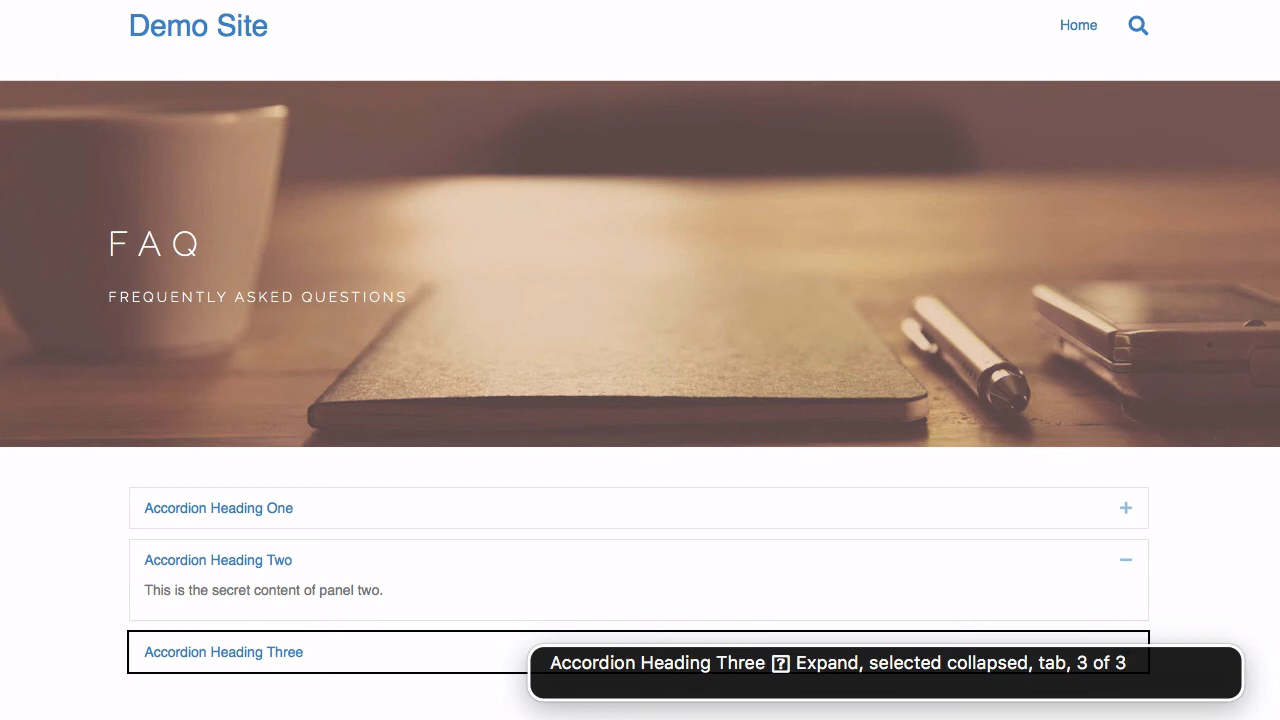 Demo Site
Home
FAQ
FREQUENTLY ASKED QUESTIONS
Accordion Heading One
Accordion Heading Two
This is the secret content of panel two.
Accordion Heading Three
Accordion Heading Three ? Expand, selected collapsed, tab, 3 of 3